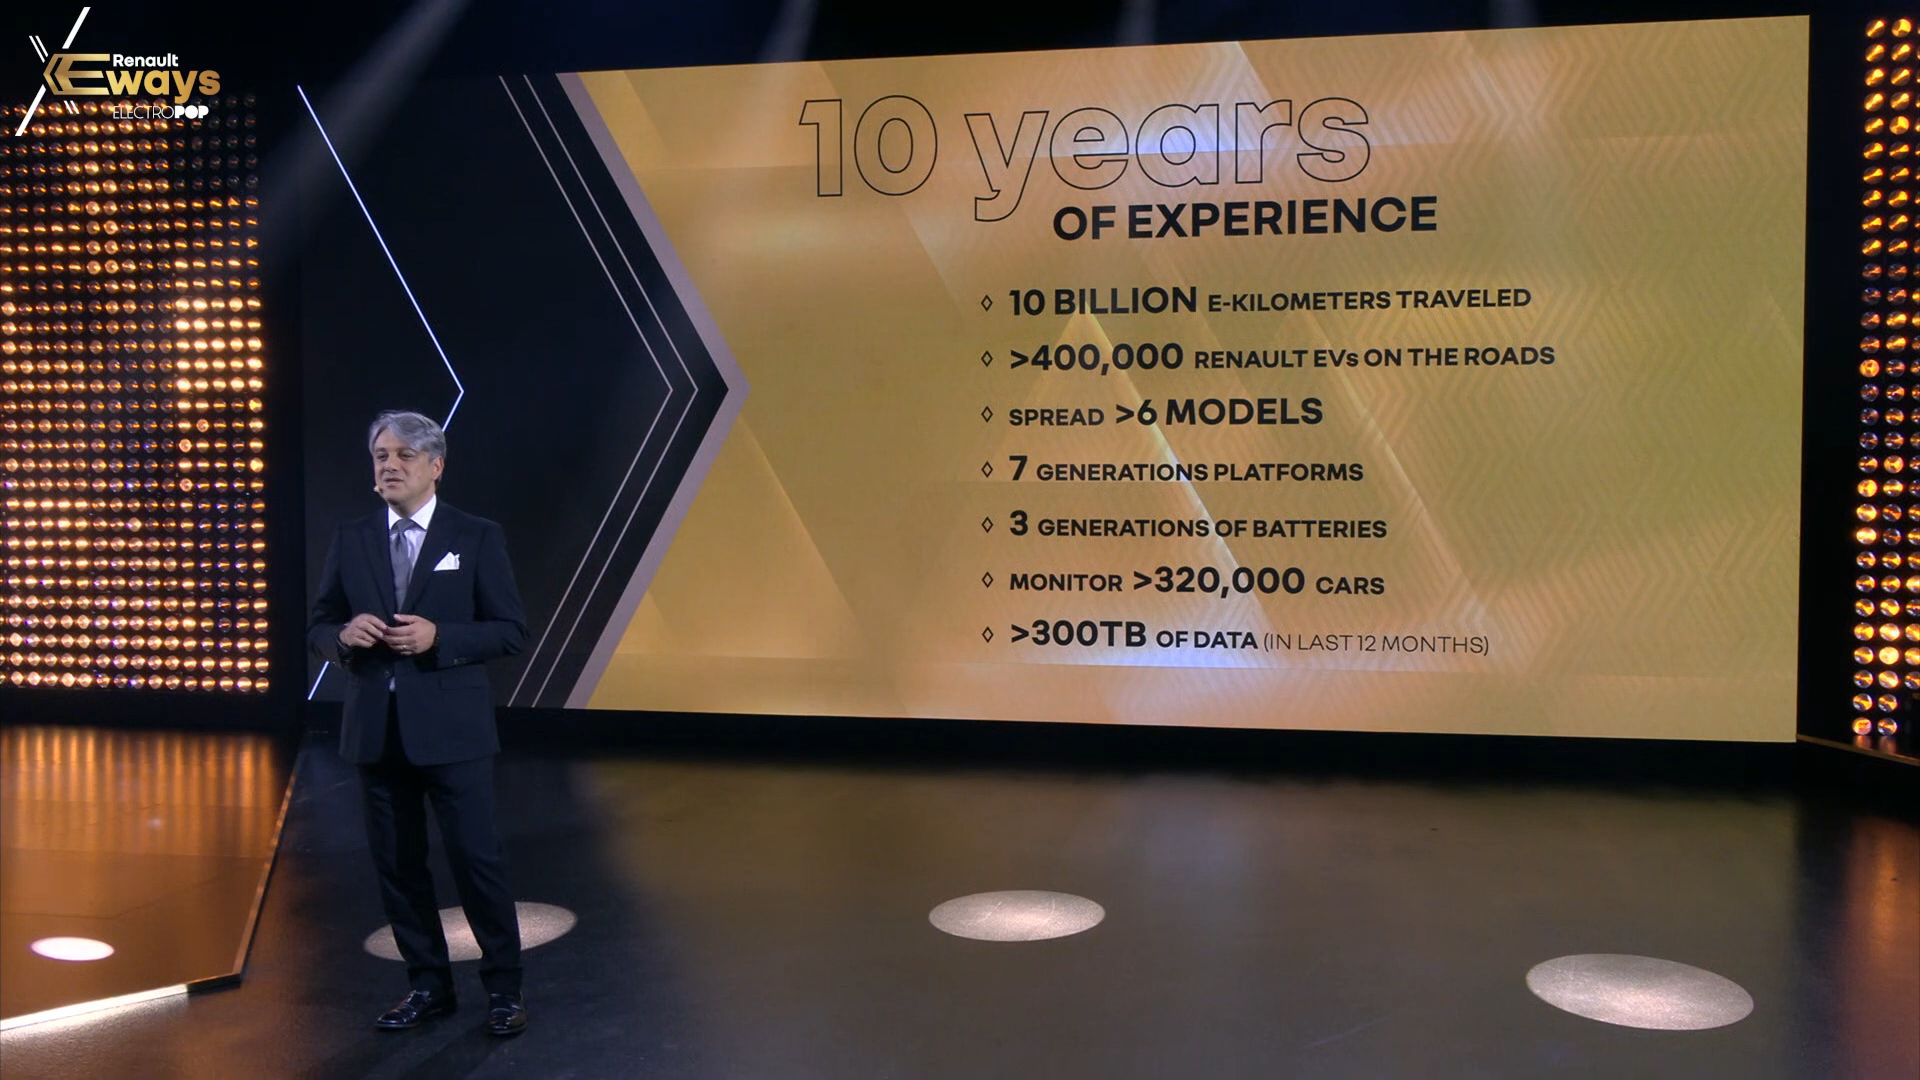 Renault
Eways
ELECTROPOP
10 years
OF EXPERIENCE
◊ 10 BILLION E-KILOMETERS TRAVELED
◊ >400,000 RENAULT EVs ON THE ROADS
◊ SPREAD >6 MODELS
◊ 7 GENERATIONS PLATFORMS
◊ 3 GENERATIONS OF BATTERIES
◊ MONITOR >320,000 CARS
◊ >300TB OF DATA (IN LAST 12 MONTHS)